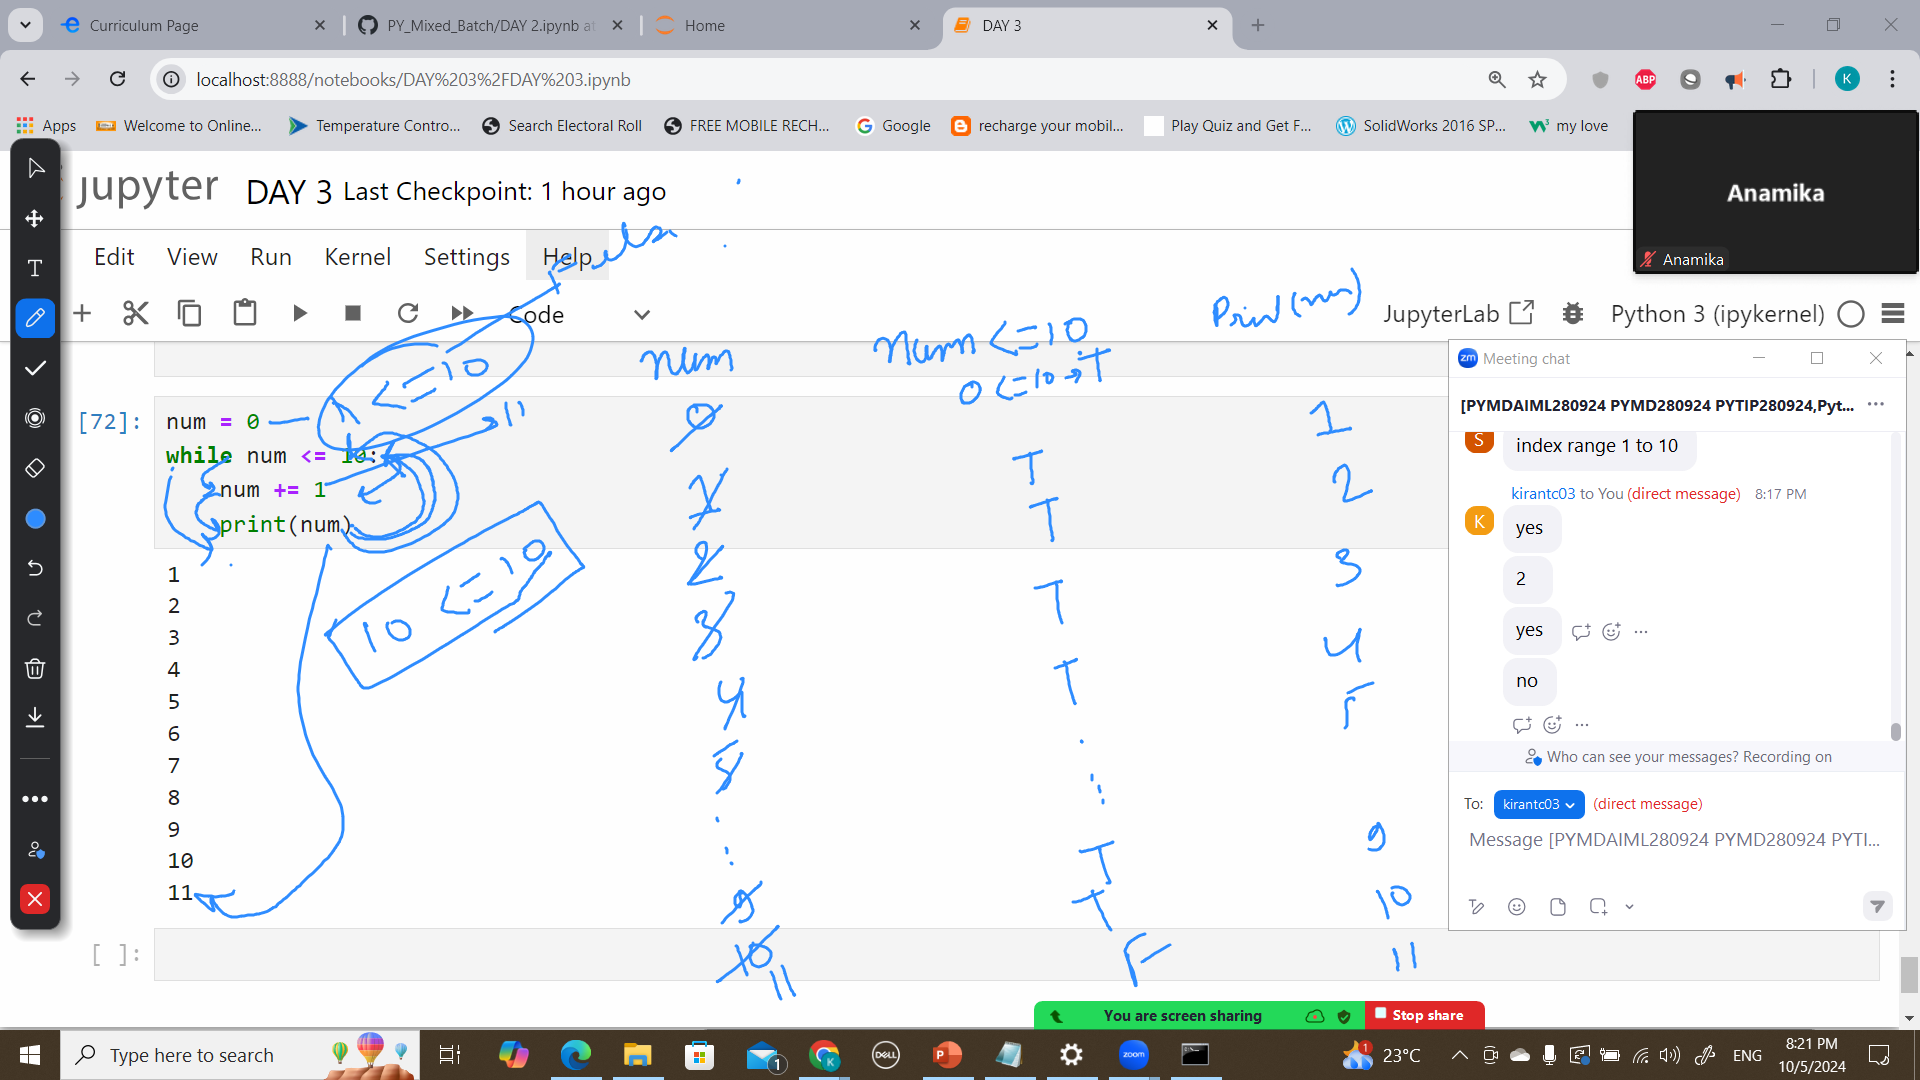 Curriculum Page
PY_Mixed_Batch/DAY 2.ipynb at
Home
DAY 3
localhost:8888/notebooks/DAY%203%2FDAY%203.ipynb
ABP
K
Apps
Welcome to Online...
Temperature Contro...
Search Electoral Roll
FREE MOBILE RECH...
Google
recharge your mobil...
Play Quiz and Get F...
SolidWorks 2016 SP...
my love
Anamika
Anamika
jupyter DAY 3 Last Checkpoint: 1 hour ago
Edit View Run Kernel Settings Help
Code
JupyterLab
Python 3 (ipykernel)
num
num <=10
0 <=10→T
Print(num)
n <=10
11
[72]:
num = 0
while num <= 10:
num += 1
print(num)
10 <=10
1
2
3
4
5
6
7
8
9
10
11
[ ]:
0 1
1 T 2
T
2 3
3 T 4
4 T 5
5
T 9
9 T 10
10 11 F 11
zm Meeting chat
[PYMDAIML280924 PYMD280924 PYTIP280924,Pyt...
S
index range 1 to 10
kirantc03 to You (direct message) 8:17 PM
K
yes
2
yes
no
Who can see your messages? Recording on
To: kirantc03 (direct message)
Message [PYMDAIML280924 PYMD280924 PYTI...
You are screen sharing
Stop share
Type here to search
DELL
zoom
1
1
23°C
ENG
8:21 PM
10/5/2024